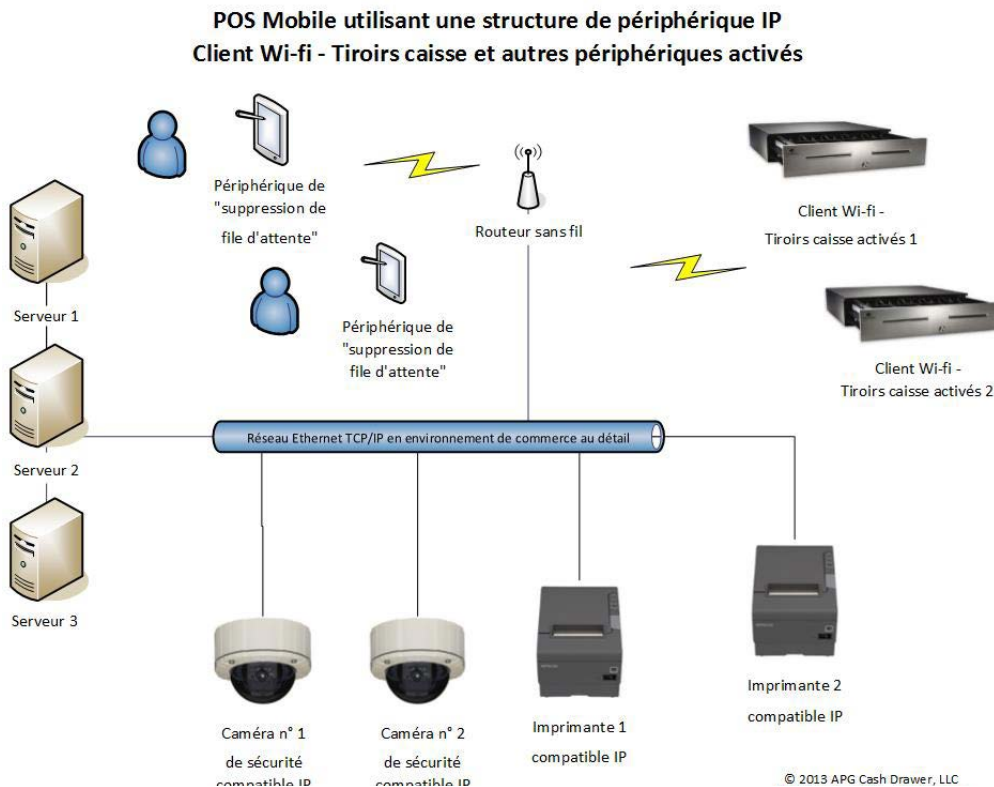 POS Mobile utilisant une structure de périphérique IP
Client Wi-fi - Tiroirs caisse et autres périphériques activés
Périphérique de
"suppression de
file d'attente"
Routeur sans fil
Client Wi-fi -
Tiroirs caisse activés 1
Serveur 1
Périphérique de
"suppression de
file d'attente"
Client Wi-fi -
Tiroirs caisse activés 2
Réseau Ethernet TCP/IP en environnement de commerce au détail
Serveur 2
Serveur 3
Caméra n° 1
de sécurité
compatible IP
Caméra n° 2
de sécurité
compatible IP
Imprimante 1
compatible IP
Imprimante 2
compatible IP
© 2013 APG Cash Drawer, LLC